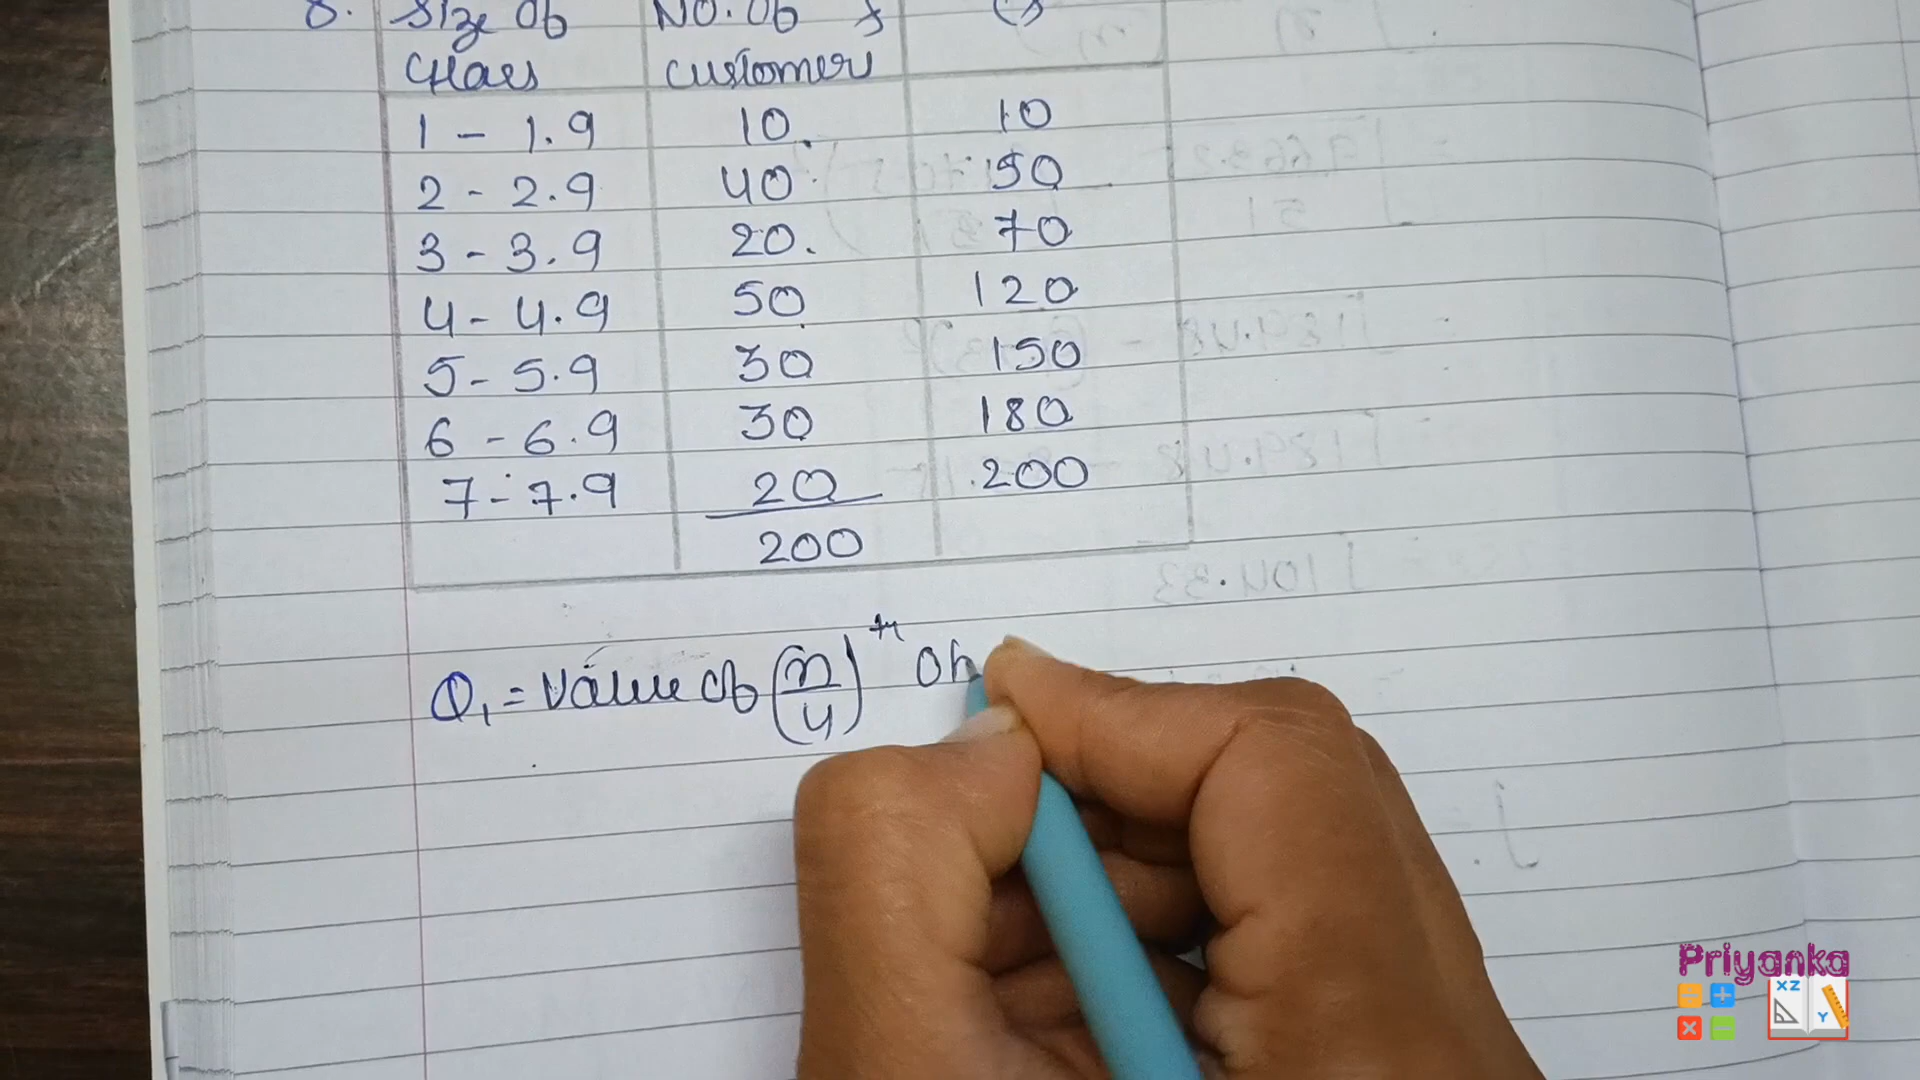 8. Size of No. of f cf
Class customer
1 - 1.9 10 10
2 - 2.9 40 50
3 - 3.9 20 70
4 - 4.9 50 120
5 - 5.9 30 150
6 - 6.9 30 180
7 - 7.9 20 200
200
Q₁ = Value of (n/4)th ob
Priyanka
XZ
Y